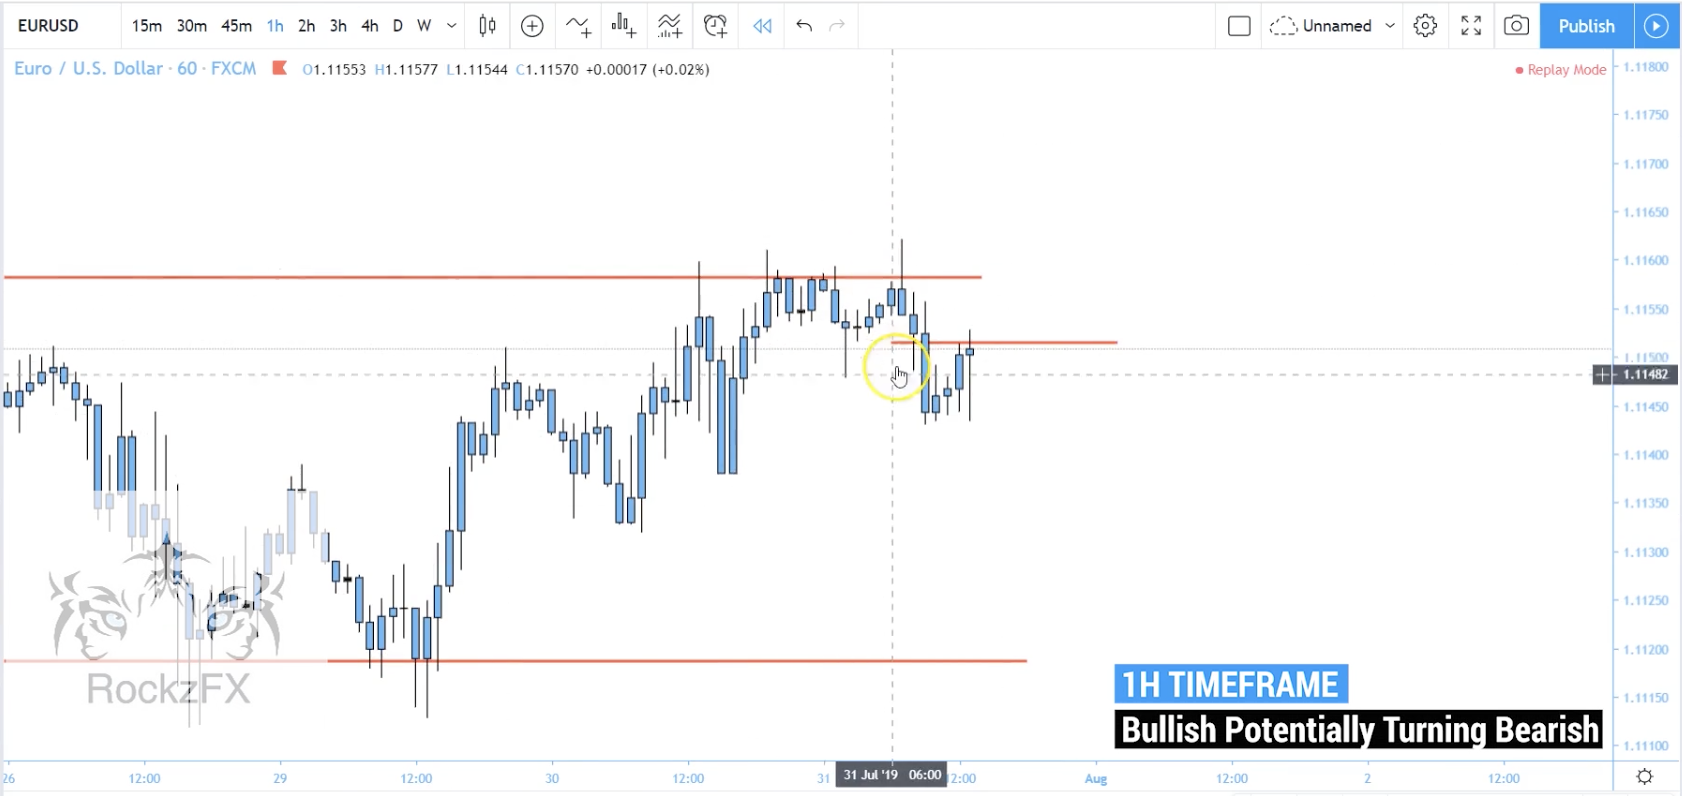 EURUSD 15m 30m 45m 1h 2h 3h 4h D W Unnamed Publish
Euro / U.S. Dollar · 60 · FXCM O1.11553 H1.11577 L1.11544 C1.11570 +0.00017 (+0.02%) Replay Mode
1.11800
1.11750
1.11700
1.11650
1.11600
1.11550
1.11500
1.11482
1.11450
1.11400
1.11350
1.11300
1.11250
1.11200
1.11150
1.11100
RockzFX
1H TIMEFRAME
Bullish Potentially Turning Bearish
26 12:00 29 12:00 30 12:00 31 31 Jul '19 06:00 12:00 Aug 12:00 2 12:00